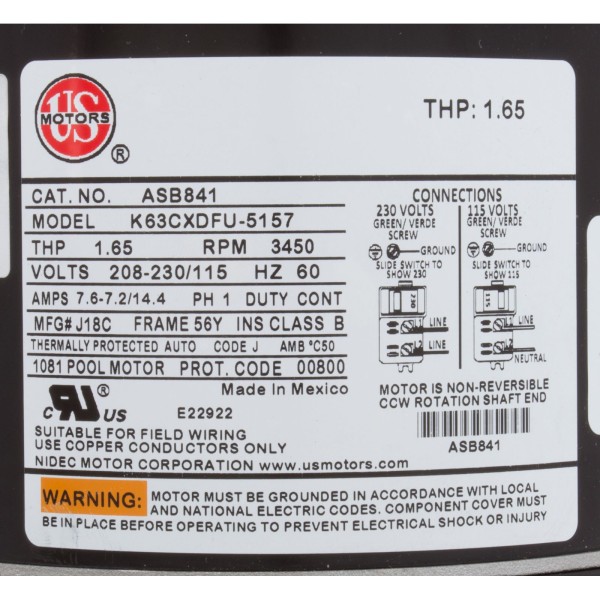 US
MOTORS
®
THP: 1.65
CAT. NO. ASB841
MODEL K63CXDFU-5157
THP 1.65 RPM 3450
VOLTS 208-230/115 HZ 60
AMPS 7.6-7.2/14.4 PH 1 DUTY CONT
MFG# J18C FRAME 56Y INS CLASS B
THERMALLY PROTECTED AUTO CODE J AMB °C50
1081 POOL MOTOR PROT. CODE 00800
Made In Mexico
c UR ® US E22922
SUITABLE FOR FIELD WIRING
USE COPPER CONDUCTORS ONLY
NIDEC MOTOR CORPORATION www.usmotors.com
CONNECTIONS
230 VOLTS
GREEN/ VERDE
SCREW
GROUND
SLIDE SWITCH TO
SHOW 230
230
L1 LINE
L2 LINE
115 VOLTS
GREEN/ VERDE
SCREW
GROUND
SLIDE SWITCH TO
SHOW 115
115
L1 LINE
L2
NEUTRAL
MOTOR IS NON-REVERSIBLE
CCW ROTATION SHAFT END
ASB841
WARNING: MOTOR MUST BE GROUNDED IN ACCORDANCE WITH LOCAL
AND NATIONAL ELECTRIC CODES. COMPONENT COVER MUST
BE IN PLACE BEFORE OPERATING TO PREVENT ELECTRICAL SHOCK OR INJURY